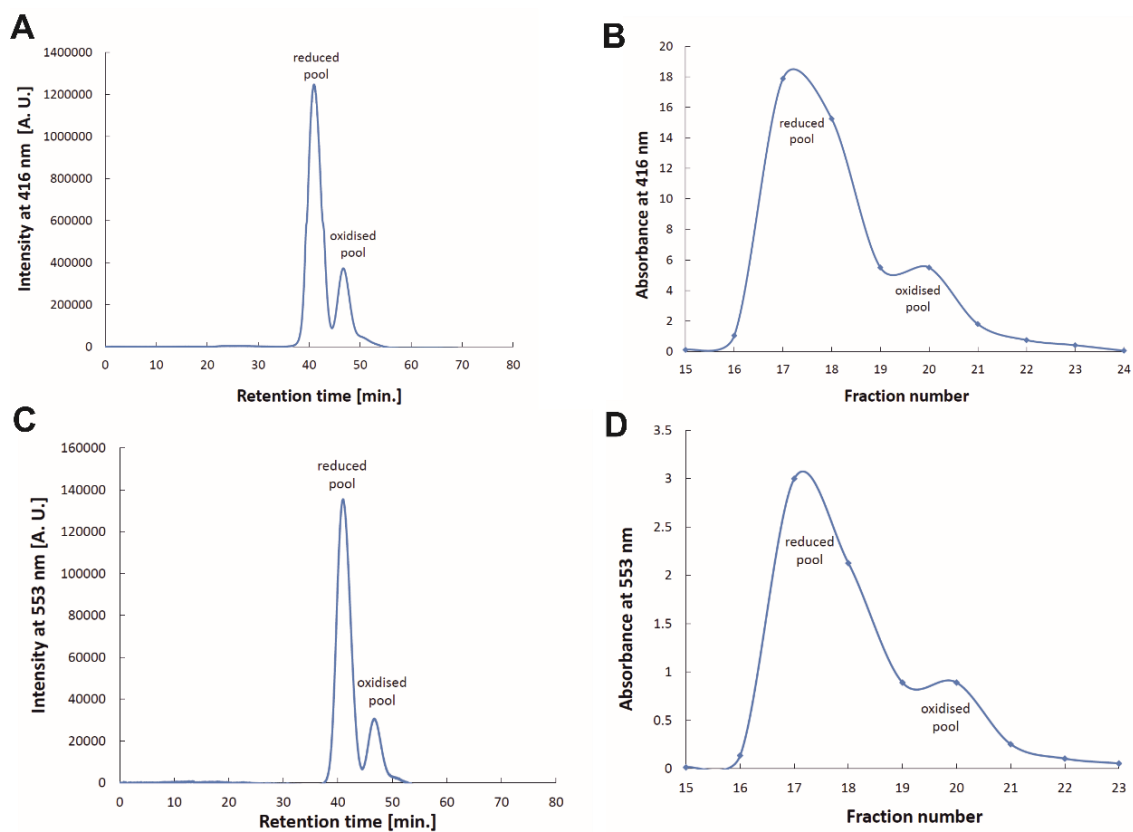 A
Intensity at 416 nm [A. U.]
1400000
1200000
1000000
800000
600000
400000
200000
0
reduced
pool
oxidised
pool
0 10 20 30 40 50 60 70 80
Retention time [min.]
B
Absorbance at 416 nm
20
18
16
14
12
10
8
6
4
2
0
reduced
pool
oxidised
pool
15 16 17 18 19 20 21 22 23 24
Fraction number
C
Intensity at 553 nm [A. U.]
160000
140000
120000
100000
80000
60000
40000
20000
0
reduced
pool
oxidised
pool
0 10 20 30 40 50 60 70 80
Retention time [min.]
D
Absorbance at 553 nm
3.5
3
2.5
2
1.5
1
0.5
0
reduced
pool
oxidised
pool
15 16 17 18 19 20 21 22 23
Fraction number